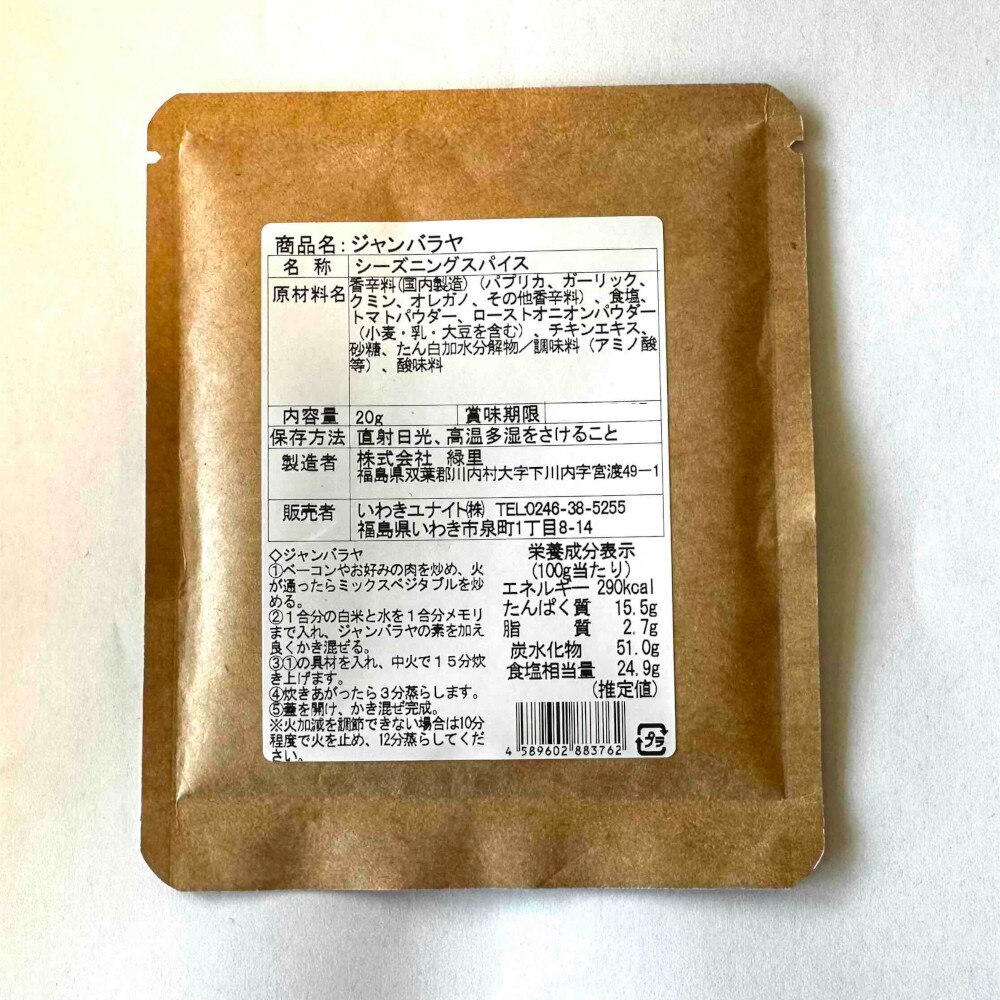 商品名:ジャンバラヤ
名称 シーズニングスパイス
原材料名 香辛料(国内製造)(パプリカ、ガーリック、
クミン、オレガノ、その他香辛料)、食塩、
トマトパウダー、ローストオニオンパウダー
(小麦・乳・大豆を含む)、チキンエキス、
砂糖、たん白加水分解物/調味料(アミノ酸
等)、酸味料
内容量 20g 賞味期限
保存方法 直射日光、高温多湿をさけること
製造者 株式会社 緑里
福島県双葉郡川内村大字下川内字宮渡49-1
販売者 いわきユナイト㈱ TEL:0246-38-5255
福島県いわき市泉町1丁目8-14
◇ジャンバラヤ
①ベーコンやお好みの肉を炒め、火
が通ったらミックスベジタブルを炒
める。
②1合分の白米と水を1合分メモリ
まで入れ、ジャンバラヤの素を加え
良くかき混ぜる。
③①の具材を入れ、中火で15分炊
き上げます。
④炊きあがったら3分蒸らします。
⑤蓋を開け、かき混ぜ完成。
※火加減を調節できない場合は10分
程度で火を止め、12分蒸らしてくだ
さい。
栄養成分表示
(100g当たり)
エネルギー 290kcal
たんぱく質 15.5g
脂質 2.7g
炭水化物 51.0g
食塩相当量 24.9g
(推定値)
4 589602 883762
プラ